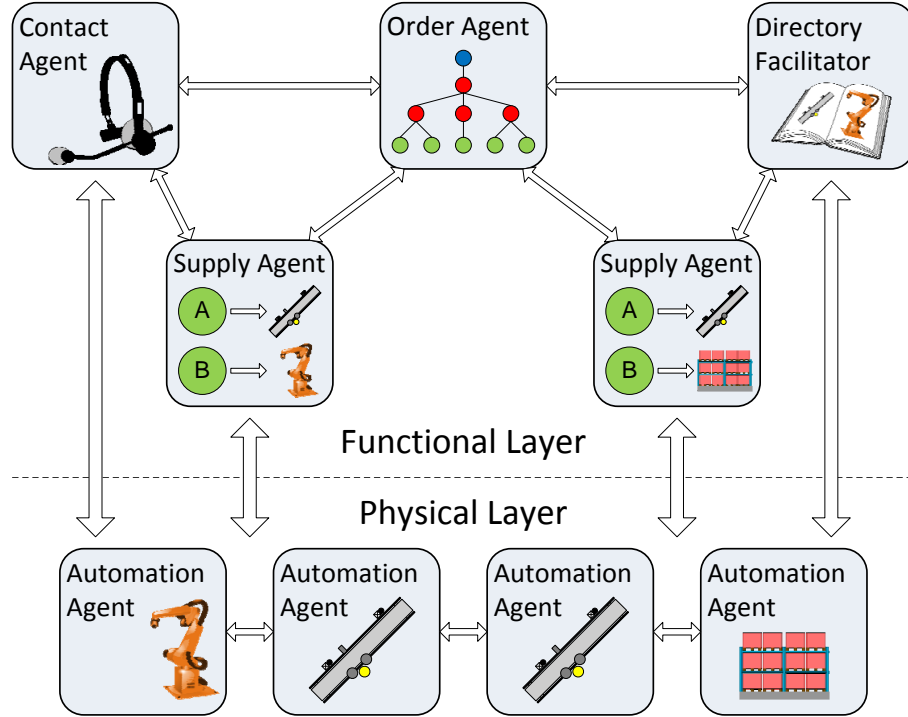 Contact
Agent
Order Agent
Directory
Facilitator
Supply Agent
A
B
Supply Agent
A
B
Functional Layer
Physical Layer
Automation
Agent
Automation
Agent
Automation
Agent
Automation
Agent